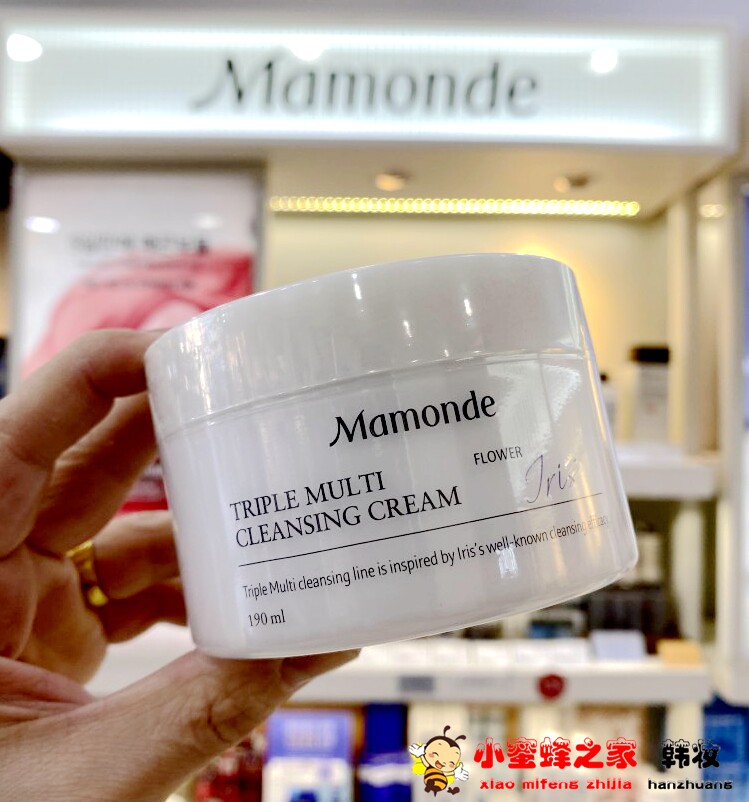 Mamonde
Mamonde
FLOWER Iris
TRIPLE MULTI
CLEANSING CREAM
Triple Multi cleansing line is inspired by Iris's well-known cleansing efficacy
190 ml
小蜜蜂之家 韩妆
xiao mifeng zhijia hanzhuang